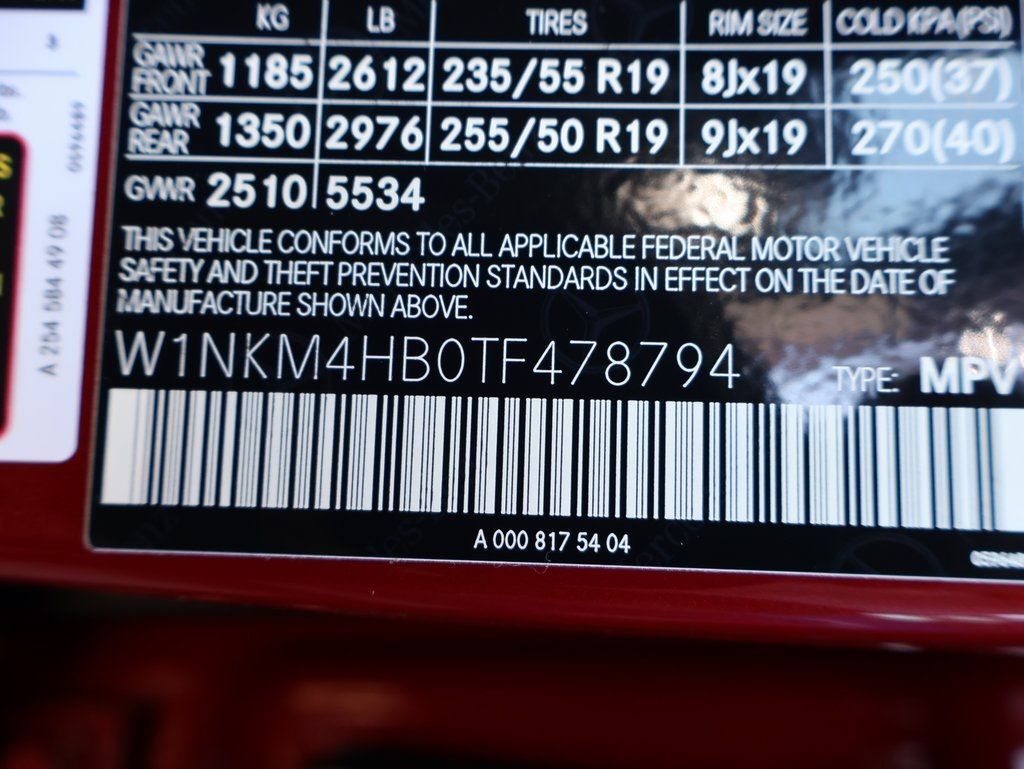 KG LB TIRES RIM SIZE COLD KPA(PSI)
GAWR FRONT 1185 2612 235/55 R19 8Jx19 250(37)
GAWR REAR 1350 2976 255/50 R19 9Jx19 270(40)
GVWR 2510 5534
THIS VEHICLE CONFORMS TO ALL APPLICABLE FEDERAL MOTOR VEHICLE
SAFETY AND THEFT PREVENTION STANDARDS IN EFFECT ON THE DATE OF
MANUFACTURE SHOWN ABOVE.
W1NKM4HB0TF478794 TYPE: MPV
A 000 817 54 04
A 254 584 49 08